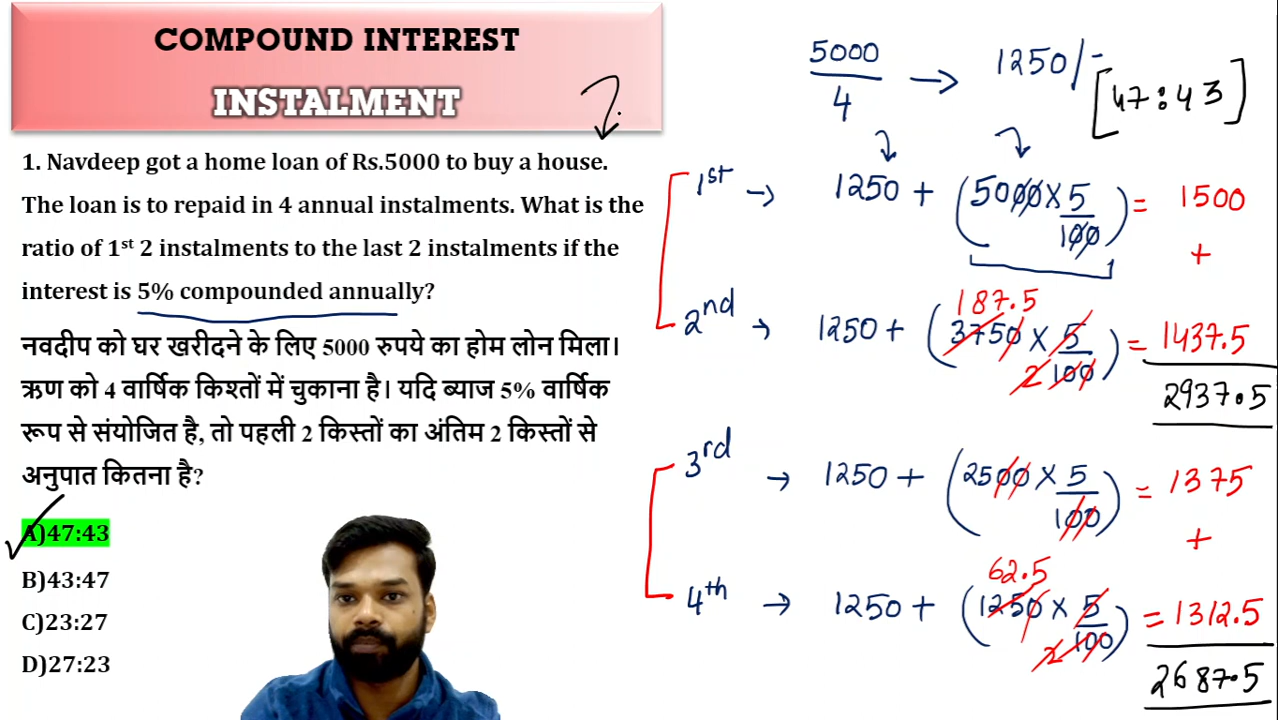 COMPOUND INTEREST
INSTALMENT
1. Navdeep got a home loan of Rs.5000 to buy a house.
The loan is to repaid in 4 annual instalments. What is the
ratio of 1st 2 instalments to the last 2 instalments if the
interest is 5% compounded annually?
नवदीप को घर खरीदने के लिए 5000 रुपये का होम लोन मिला।
ऋण को 4 वार्षिक किश्तों में चुकाना है। यदि ब्याज 5% वार्षिक
रूप से संयोजित है, तो पहली 2 किस्तों का अंतिम 2 किस्तों से
अनुपात कितना है?
A)47:43
B)43:47
C)23:27
D)27:23
5000/4 → 1250/-
[47:43]
1st → 1250 + (5000 × 5/100) = 1500
+
187.5
2nd → 1250 + (3750 × 5/100) = 1437.5
2
2937.5
3rd → 1250 + (2500 × 5/100) = 1375
+
62.5
4th → 1250 + (1250 × 5/100) = 1312.5
2
2687.5